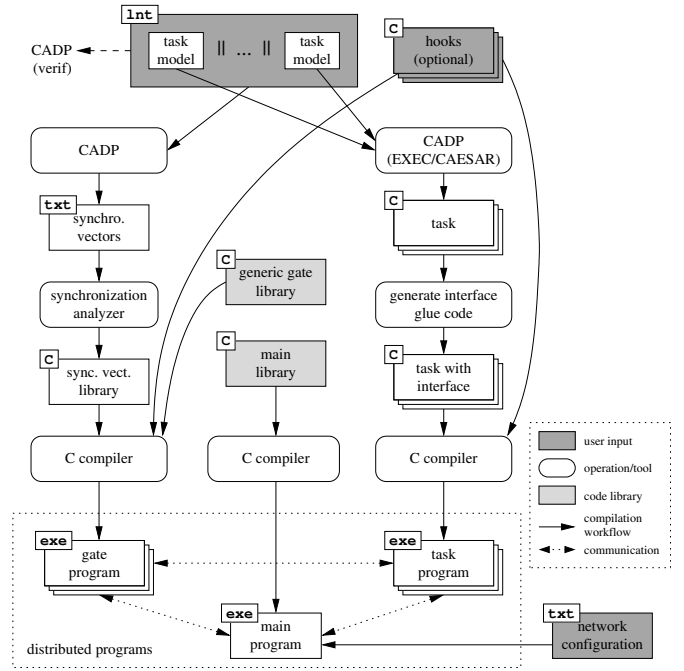 lnt
C
CADP
(verif)
task
model
|| ... ||
task
model
hooks
(optional)
CADP
CADP
(EXEC/CAESAR)
txt
synchro.
vectors
C
task
C
generic gate
library
synchronization
analyzer
generate interface
glue code
C
sync. vect.
library
C
main
library
C
task with
interface
C compiler
C compiler
C compiler
user input
operation/tool
code library
compilation
workflow
communication
exe
gate
program
exe
task
program
exe
main
program
txt
network
configuration
distributed programs